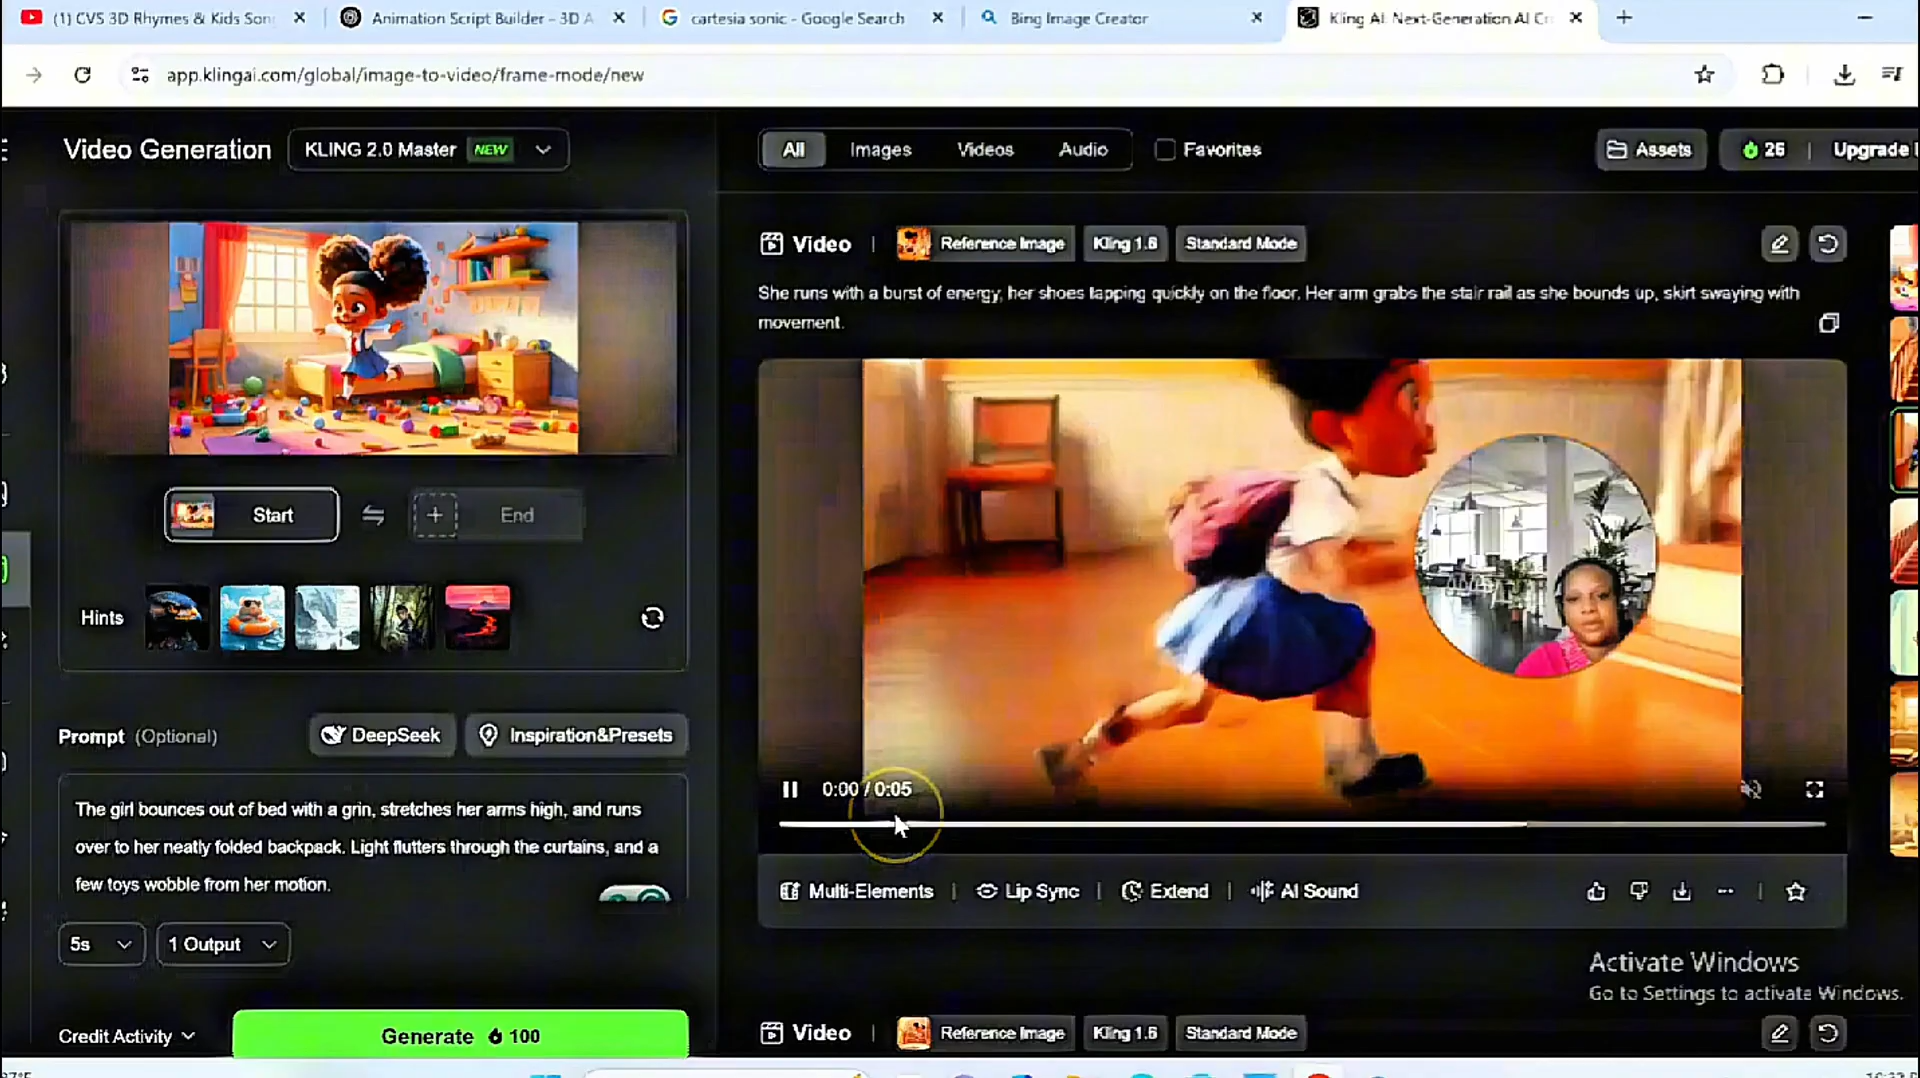 (1) CVS 3D Rhymes & Kids Son
Animation Script Builder - 3D A
cartesia sonic - Google Search
Bing Image Creator
Kling AI: Next-Generation AI Cr
app.klingai.com/global/image-to-video/frame-mode/new
Video Generation
KLING 2.0 Master NEW
All
Images
Videos
Audio
Favorites
Assets
26
Upgrade
Video
Reference Image
Kling 1.6
Standard Mode
She runs with a burst of energy, her shoes tapping quickly on the floor. Her arm grabs the stair rail as she bounds up, skirt swaying with
movement.
Start
End
Hints
Prompt (Optional)
DeepSeek
Inspiration&Presets
The girl bounces out of bed with a grin, stretches her arms high, and runs
over to her neatly folded backpack. Light flutters through the curtains, and a
few toys wobble from her motion.
0:00 / 0:05
Multi-Elements
Lip Sync
Extend
AI Sound
5s
1 Output
Activate Windows
Go to Settings to activate Windows.
Credit Activity
Generate 100
Video
Reference Image
Kling 1.6
Standard Mode